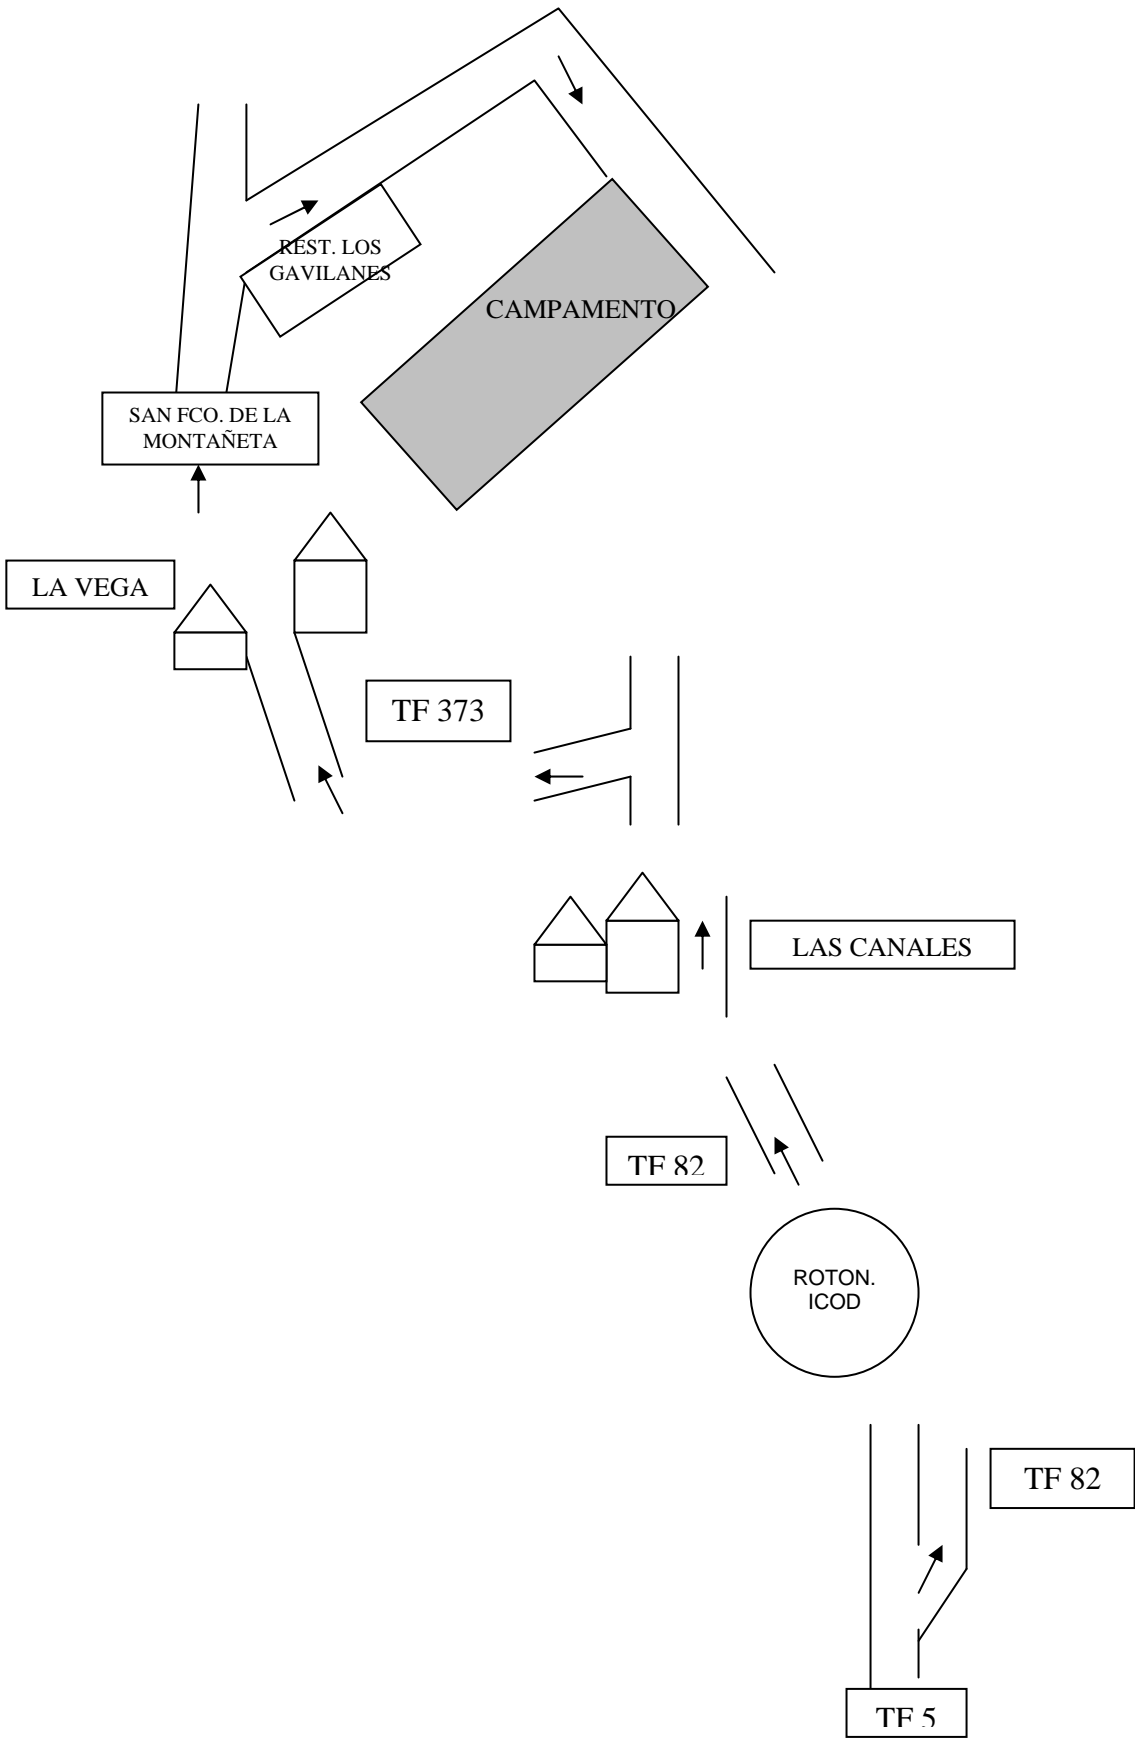 REST. LOS
GAVILANES
CAMPAMENTO
SAN FCO. DE LA
MONTAÑETA
LA VEGA
TF 373
LAS CANALES
TF 82
ROTON.
ICOD
TF 82
TF 5